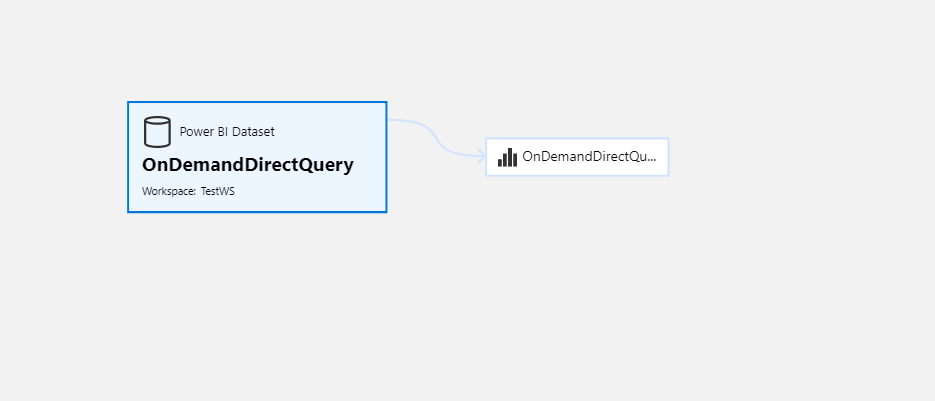 Power BI Dataset
OnDemandDirectQuery
Workspace: TestWS
OnDemandDirectQu...